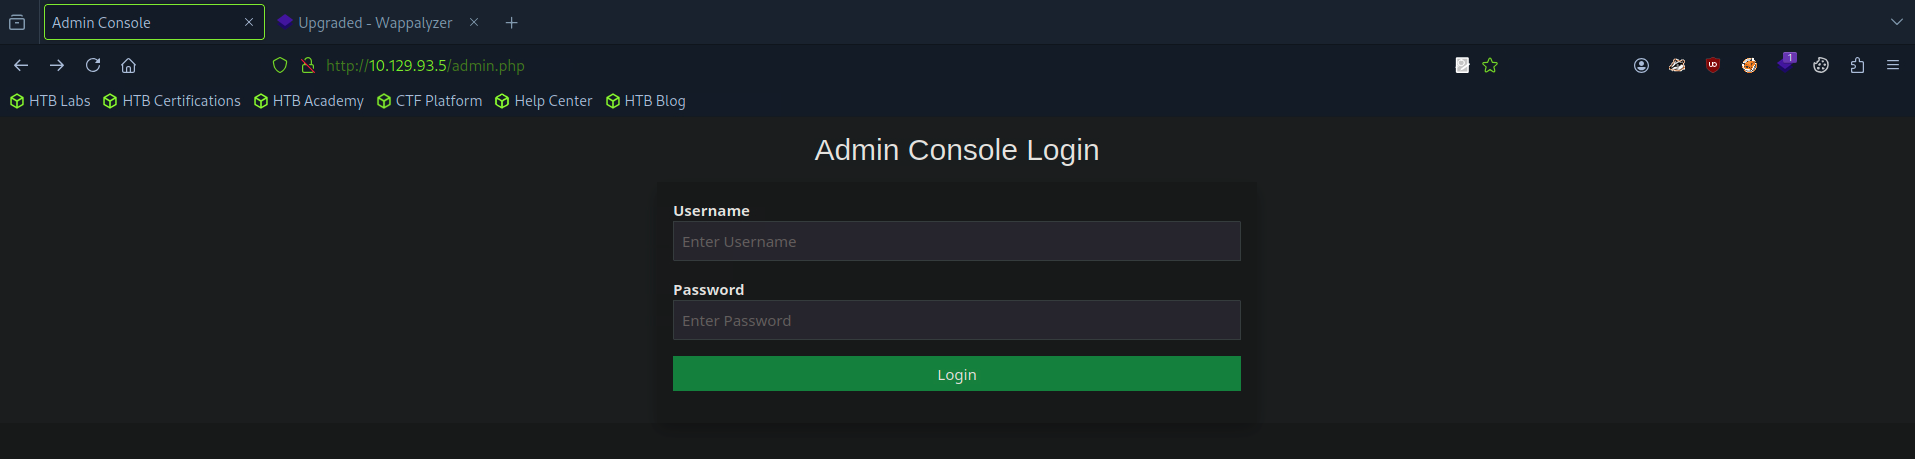 Admin Console
Upgraded - Wappalyzer
http://10.129.93.5/admin.php
1
HTB Labs HTB Certifications HTB Academy CTF Platform Help Center HTB Blog
Admin Console Login
Username
Enter Username
Password
Enter Password
Login